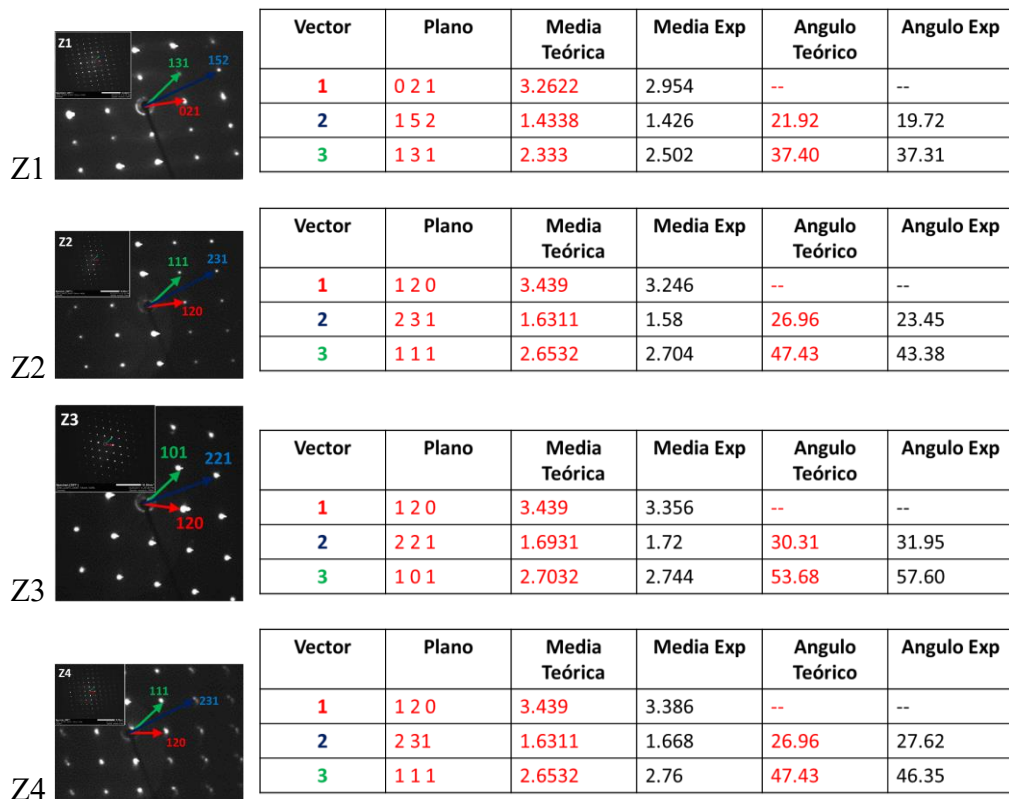 Z1
131
152
021
Z1
Vector Plano Media Teórica Media Exp Angulo Teórico Angulo Exp
1 0 2 1 3.2622 2.954 -- --
2 1 5 2 1.4338 1.426 21.92 19.72
3 1 3 1 2.333 2.502 37.40 37.31
Z2
111
231
120
Z2
Vector Plano Media Teórica Media Exp Angulo Teórico Angulo Exp
1 1 2 0 3.439 3.246 -- --
2 2 3 1 1.6311 1.58 26.96 23.45
3 1 1 1 2.6532 2.704 47.43 43.38
Z3
101
221
120
Z3
Vector Plano Media Teórica Media Exp Angulo Teórico Angulo Exp
1 1 2 0 3.439 3.356 -- --
2 2 2 1 1.6931 1.72 30.31 31.95
3 1 0 1 2.7032 2.744 53.68 57.60
Z4
111
231
120
Z4
Vector Plano Media Teórica Media Exp Angulo Teórico Angulo Exp
1 1 2 0 3.439 3.386 -- --
2 2 31 1.6311 1.668 26.96 27.62
3 1 1 1 2.6532 2.76 47.43 46.35